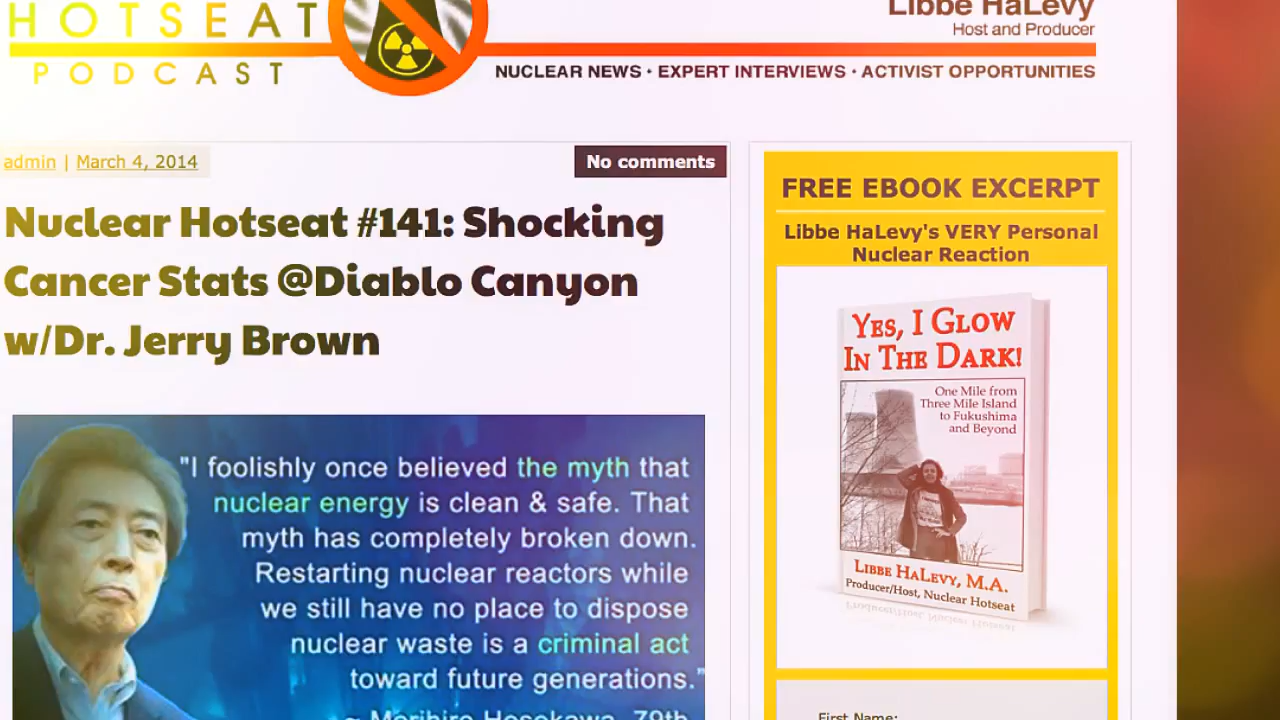 HOTSEAT
PODCAST
Libbe HaLevy
Host and Producer
NUCLEAR NEWS • EXPERT INTERVIEWS • ACTIVIST OPPORTUNITIES
admin | March 4, 2014
No comments
Nuclear Hotseat #141: Shocking
Cancer Stats @Diablo Canyon
w/Dr. Jerry Brown
"I foolishly once believed the myth that
nuclear energy is clean & safe. That
myth has completely broken down.
Restarting nuclear reactors while
we still have no place to dispose
nuclear waste is a criminal act
toward future generations."
~ Morihiro Hosokawa, 79th
FREE EBOOK EXCERPT
Libbe HaLevy's VERY Personal
Nuclear Reaction
YES, I GLOW
IN THE DARK!
One Mile from
Three Mile Island
to Fukushima
and Beyond
LIBBE HALEVY, M.A.
Producer/Host, Nuclear Hotseat
First Name: